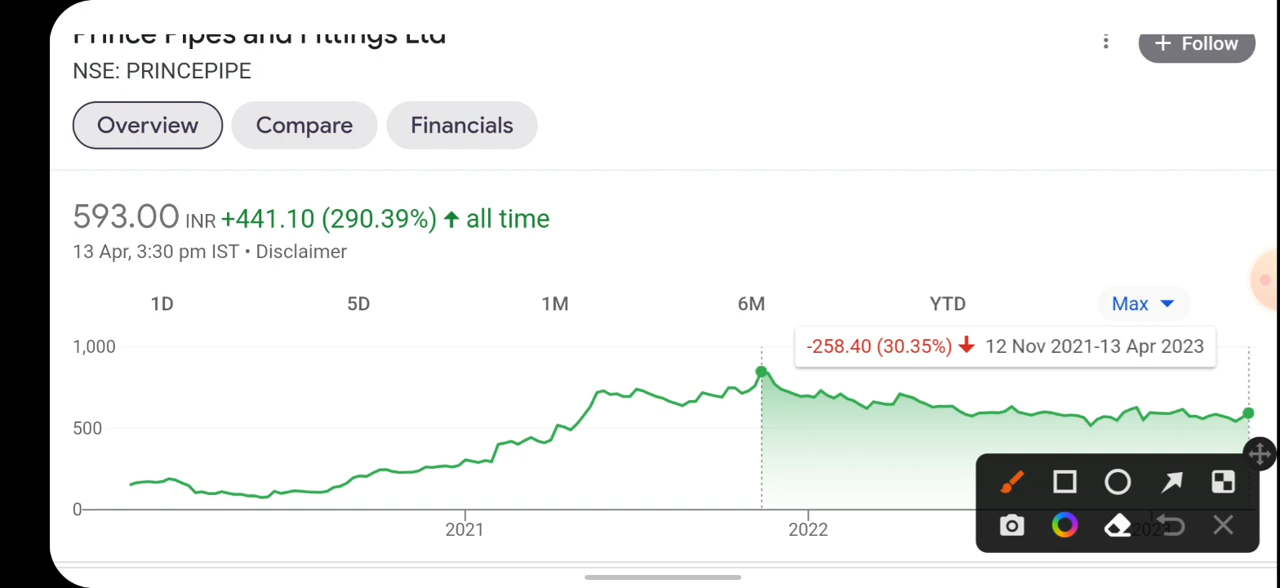 Prince Pipes and Fittings Ltd
+ Follow
NSE: PRINCEPIPE
Overview Compare Financials
593.00 INR +441.10 (290.39%) ↑ all time
13 Apr, 3:30 pm IST • Disclaimer
1D 5D 1M 6M YTD Max
-258.40 (30.35%) ↓ 12 Nov 2021-13 Apr 2023
1,000
500
0
2021 2022 2023